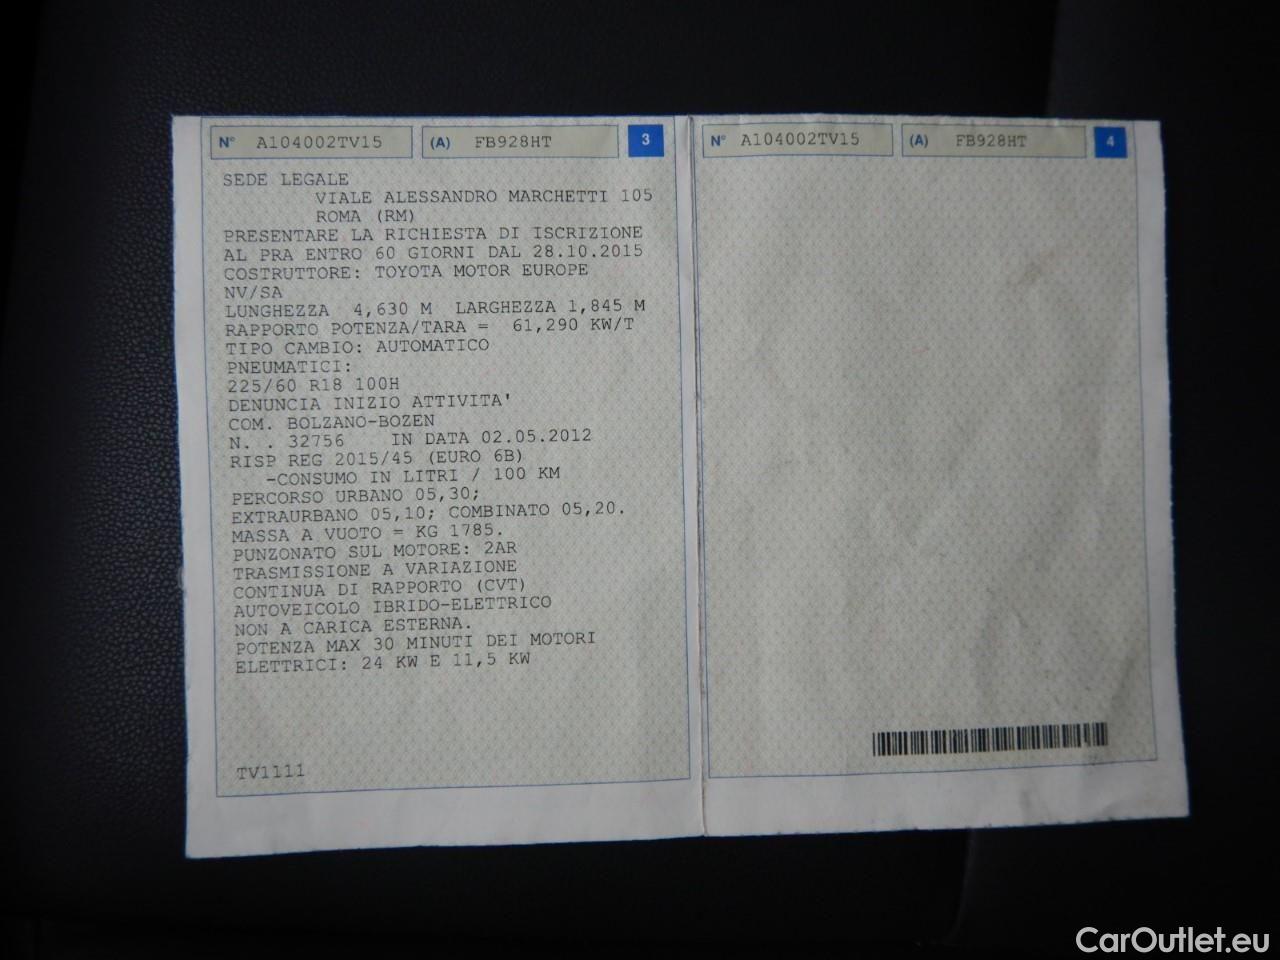 N° A104002TV15 (A) FB928HT 3
SEDE LEGALE
VIALE ALESSANDRO MARCHETTI 105
ROMA (RM)
PRESENTARE LA RICHIESTA DI ISCRIZIONE
AL PRA ENTRO 60 GIORNI DAL 28.10.2015
COSTRUTTORE: TOYOTA MOTOR EUROPE
NV/SA
LUNGHEZZA 4,630 M LARGHEZZA 1,845 M
RAPPORTO POTENZA/TARA = 61,290 KW/T
TIPO CAMBIO: AUTOMATICO
PNEUMATICI:
225/60 R18 100H
DENUNCIA INIZIO ATTIVITA'
COM. BOLZANO-BOZEN
N. . 32756 IN DATA 02.05.2012
RISP REG 2015/45 (EURO 6B)
-CONSUMO IN LITRI / 100 KM
PERCORSO URBANO 05,30;
EXTRAURBANO 05,10; COMBINATO 05,20.
MASSA A VUOTO = KG 1785.
PUNZONATO SUL MOTORE: 2AR
TRASMISSIONE A VARIAZIONE
CONTINUA DI RAPPORTO (CVT)
AUTOVEICOLO IBRIDO-ELETTRICO
NON A CARICA ESTERNA.
POTENZA MAX 30 MINUTI DEI MOTORI
ELETTRICI: 24 KW E 11,5 KW
TV1111
N° A104002TV15 (A) FB928HT 4
CarOutlet.eu